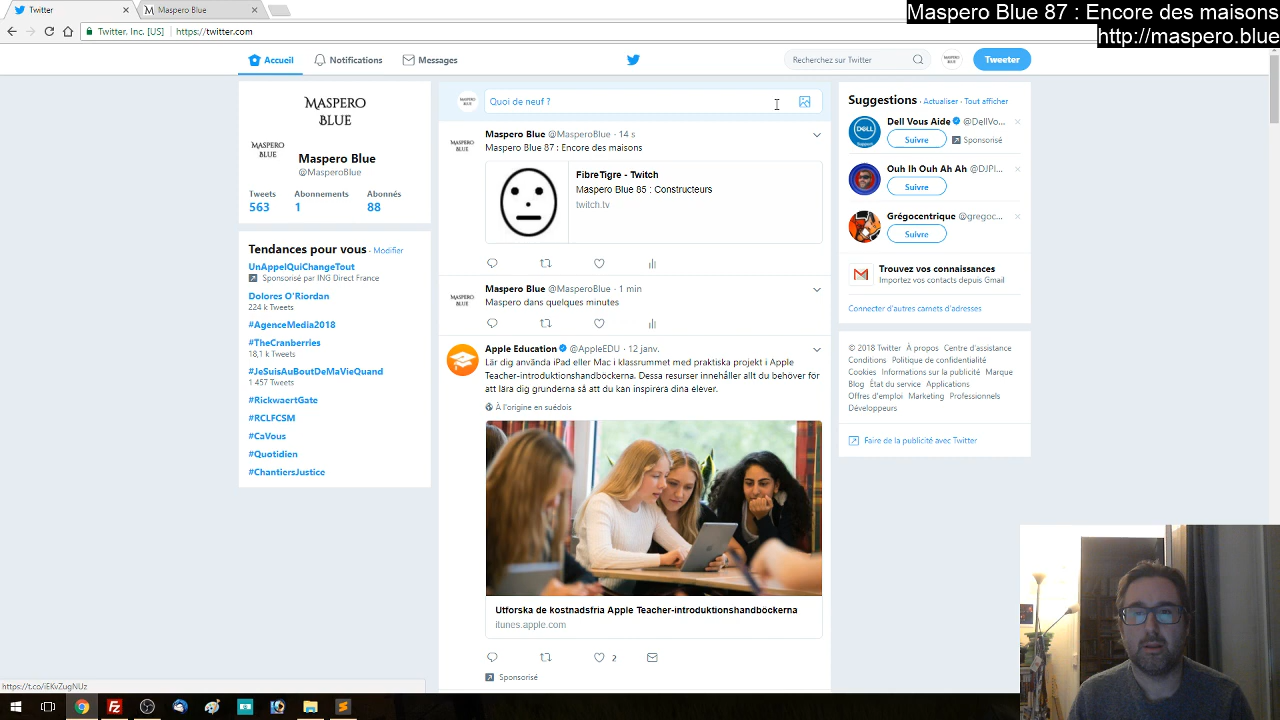 Twitter
Maspero Blue
Maspero Blue 87 : Encore des maisons
http://maspero.blue
Twitter, Inc. [US]
https://twitter.com
Accueil
Notifications
Messages
Recherchez sur Twitter
Tweeter
MASPERO
BLUE
MASPERO
BLUE
Maspero Blue
@MasperoBlue
Tweets Abonnements Abonnés
563 1 88
Tendances pour vous · Modifier
UnAppelQuiChangeTout
Sponsorisé par ING Direct France
Dolores O'Riordan
224 k Tweets
#AgenceMedia2018
#TheCranberries
18,1 k Tweets
#JeSuisAuBoutDeMaVieQuand
1 457 Tweets
#RickwaertGate
#RCLFCSM
#CaVous
#Quotidien
#ChantiersJustice
Quoi de neuf ?
Maspero Blue @MasperoBlue · 14 s
Maspero Blue 87 : Encore des maisons
FibreTigre - Twitch
Maspero Blue 85 : Constructeurs
twitch.tv
Maspero Blue @MasperoBlue · 1 min
Maspero dans quelques minutes
Apple Education @AppleEDU · 12 janv.
Lär dig använda iPad eller Mac i klassrummet med praktiska projekt i Apple
Teacher-introduktionshandböckerna. Dessa resurser innehåller allt du behöver för
att lära dig grunderna så att du kan inspirera dina elever.
À l'origine en suédois
Utforska de kostnadsfria Apple Teacher-introduktionshandböckerna
itunes.apple.com
2
Sponsorisé
Suggestions · Actualiser · Tout afficher
Dell Vous Aide @DellVo...
Suivre
Sponsorisé
DELL
Ouh Ih Ouh Ah Ah @DJPl...
Suivre
Grégocentrique @gregoc...
Suivre
Trouvez vos connaissances
Importez vos contacts depuis Gmail
Connecter d'autres carnets d'adresses
© 2018 Twitter À propos Centre d'assistance
Conditions Politique de confidentialité
Cookies Informations sur la publicité Marque
Blog État du service Applications
Offres d'emploi Marketing Professionnels
Développeurs
Faire de la publicité avec Twitter
https://t.co/iEKvZugNUz